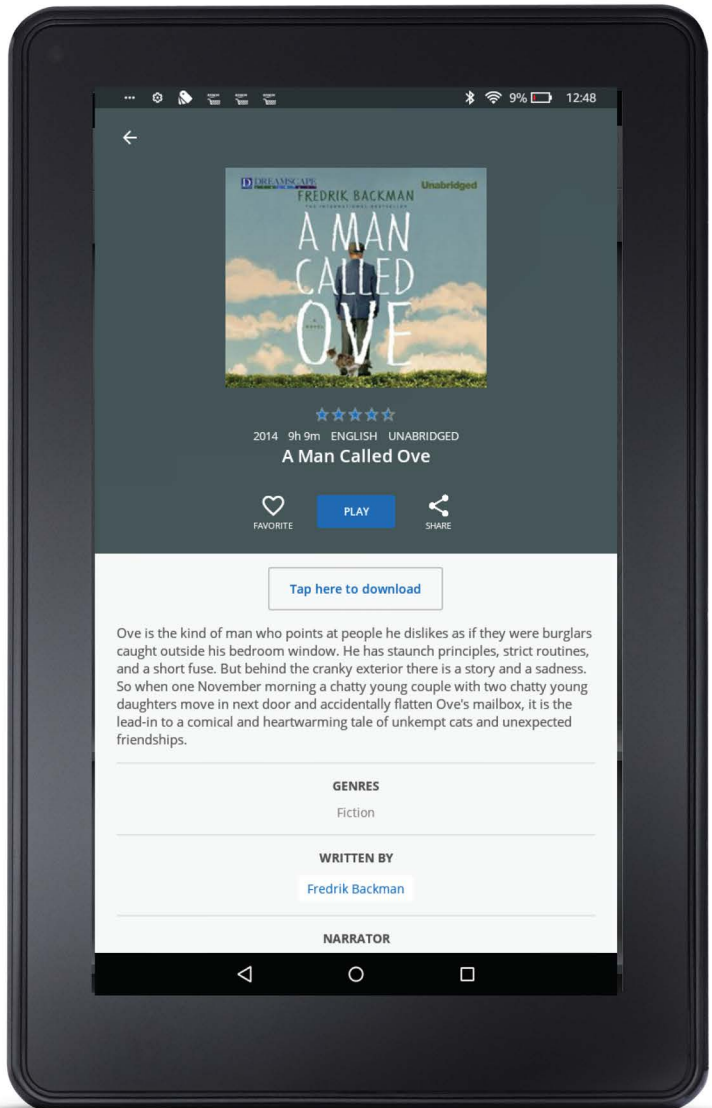 9% 12:48
DREAMSCAPE
Unabridged
FREDRIK BACKMAN
THE INTERNATIONAL BESTSELLER
A MAN
CALLED
OVE
A
NOVEL
2014 9h 9m ENGLISH UNABRIDGED
A Man Called Ove
FAVORITE
PLAY
SHARE
Tap here to download
Ove is the kind of man who points at people he dislikes as if they were burglars
caught outside his bedroom window. He has staunch principles, strict routines,
and a short fuse. But behind the cranky exterior there is a story and a sadness.
So when one November morning a chatty young couple with two chatty young
daughters move in next door and accidentally flatten Ove's mailbox, it is the
lead-in to a comical and heartwarming tale of unkempt cats and unexpected
friendships.
GENRES
Fiction
WRITTEN BY
Fredrik Backman
NARRATOR